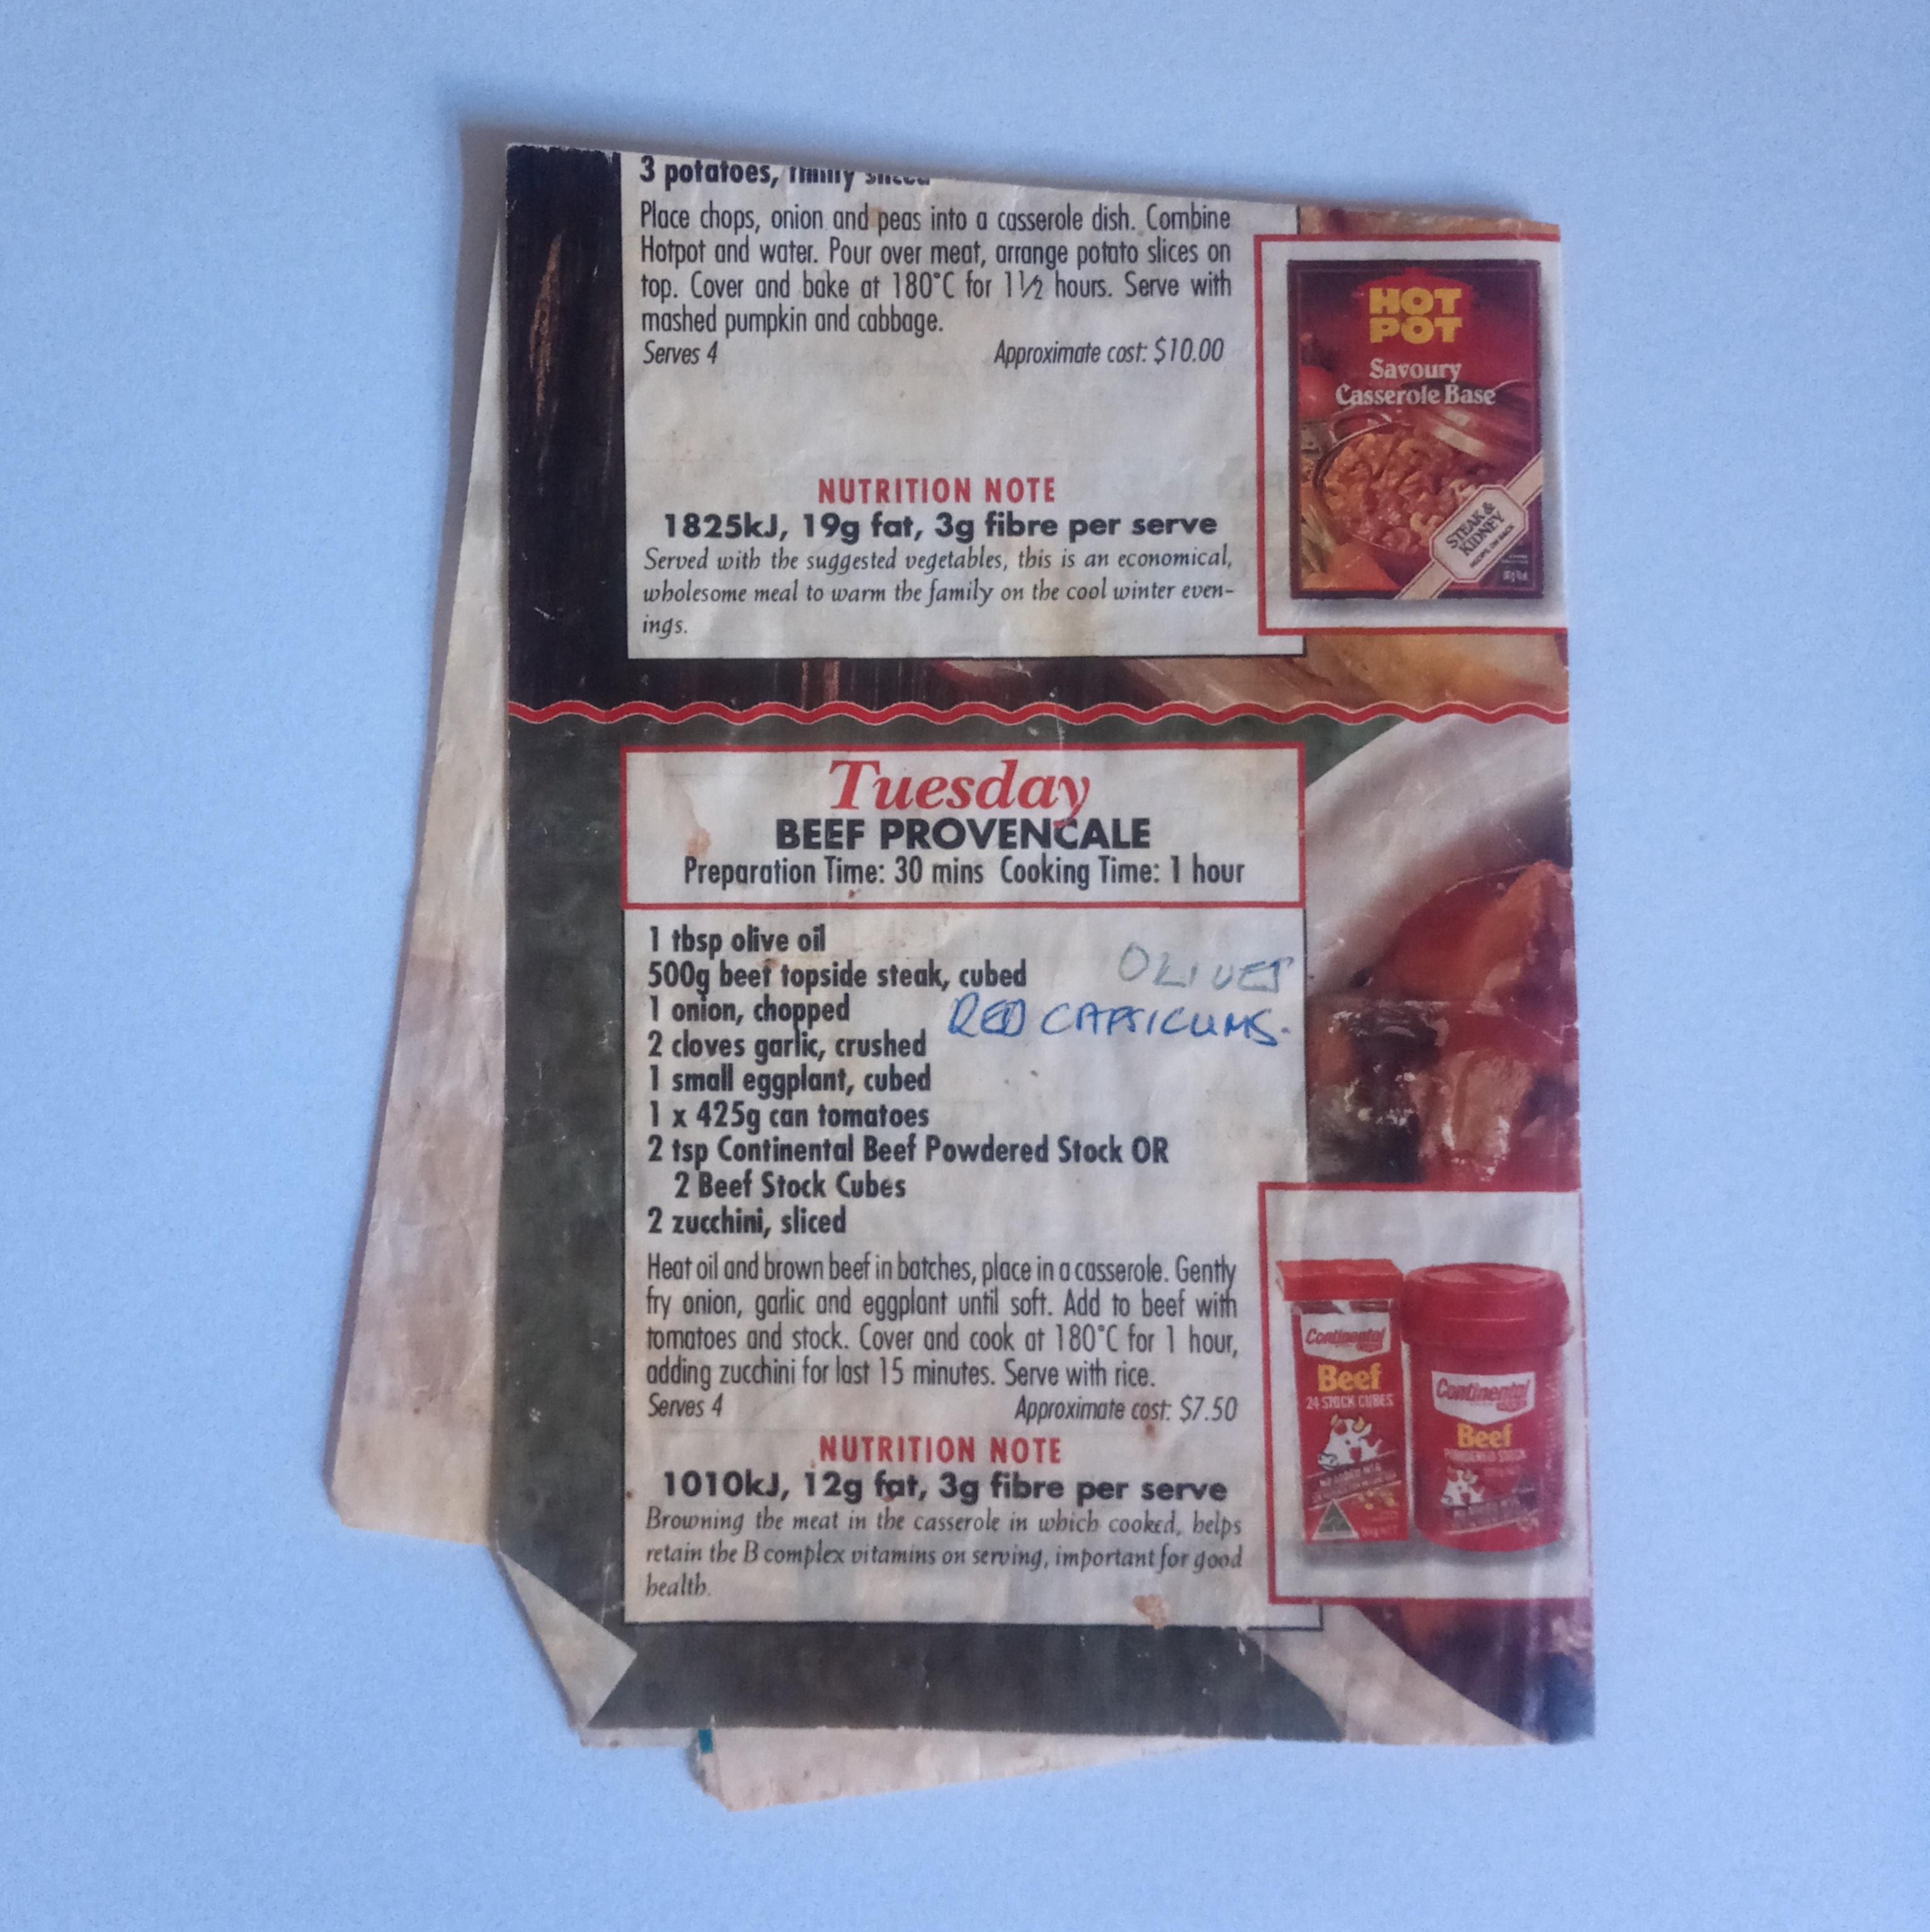 3 potatoes, thinly sliced
Place chops, onion and peas into a casserole dish. Combine
Hotpot and water. Pour over meat, arrange potato slices on
top. Cover and bake at 180°C for 1½ hours. Serve with
mashed pumpkin and cabbage.
Serves 4 Approximate cost: $10.00
NUTRITION NOTE
1825kJ, 19g fat, 3g fibre per serve
Served with the suggested vegetables, this is an economical,
wholesome meal to warm the family on the cool winter even-
ings.
HOT
POT
Savoury
Casserole Base
STEAK &
KIDNEY
RECIPE ON BACK
Tuesday
BEEF PROVENCALE
Preparation Time: 30 mins Cooking Time: 1 hour
1 tbsp olive oil
500g beef topside steak, cubed
1 onion, chopped
2 cloves garlic, crushed
1 small eggplant, cubed
1 x 425g can tomatoes
2 tsp Continental Beef Powdered Stock OR
2 Beef Stock Cubes
2 zucchini, sliced
OLIVES
RED CAPSICUMS.
Heat oil and brown beef in batches, place in a casserole. Gently
fry onion, garlic and eggplant until soft. Add to beef with
tomatoes and stock. Cover and cook at 180°C for 1 hour,
adding zucchini for last 15 minutes. Serve with rice.
Serves 4 Approximate cost: $7.50
NUTRITION NOTE
1010kJ, 12g fat, 3g fibre per serve
Browning the meat in the casserole in which cooked, helps
retain the B complex vitamins on serving, important for good
health.
Continental
Beef
24 STOCK CUBES
NO ADDED MSG
Continental
Beef
POWDERED STOCK